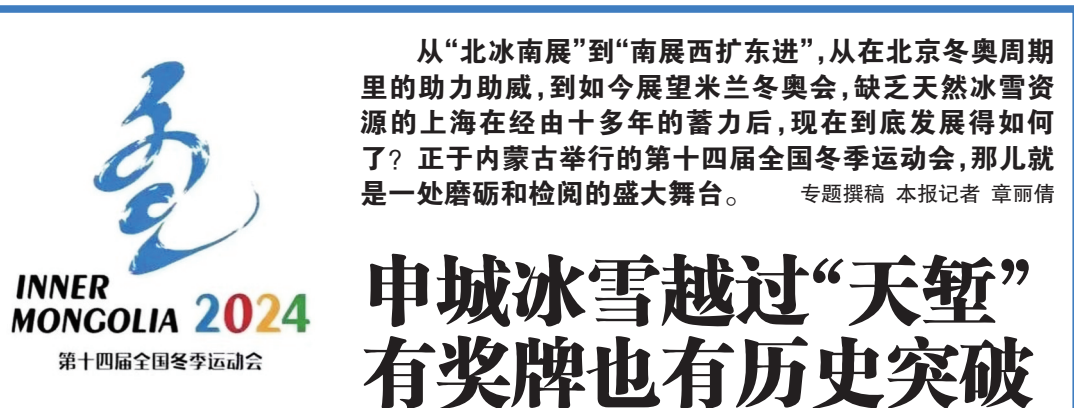 从“北冰南展”到“南展西扩东进”,从在北京冬奥周期
里的助力助威,到如今展望米兰冬奥会,缺乏天然冰雪资
源的上海在经由十多年的蓄力后,现在到底发展得如何
了? 正于内蒙古举行的第十四届全国冬季运动会,那儿就
是一处磨砺和检阅的盛大舞台。 专题撰稿 本报记者 章丽倩
INNER
MONGOLIA 2024
第十四届全国冬季运动会
申城冰雪越过“天堑”
有奖牌也有历史突破